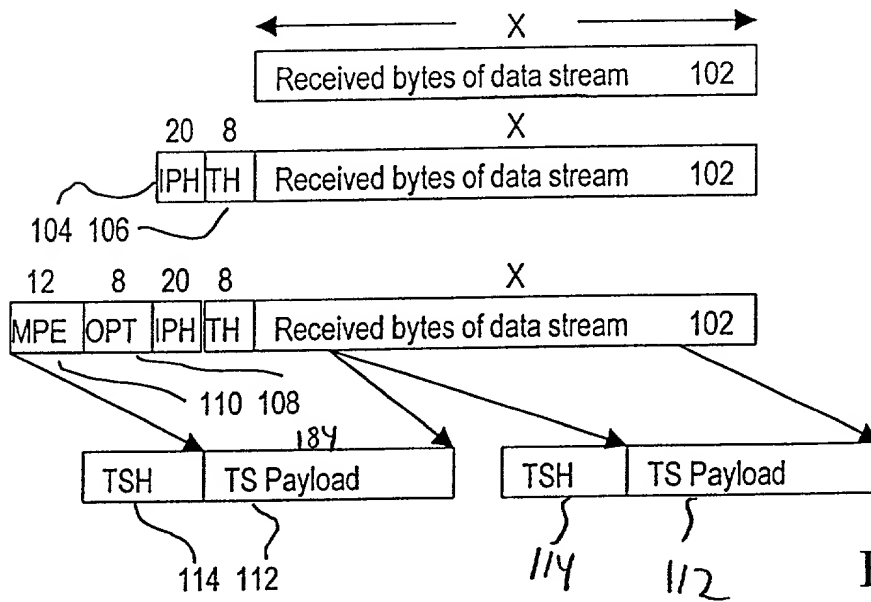 X
Received bytes of data stream 102
20 8 X
IPH TH Received bytes of data stream 102
104 106
12 8 20 8 X
MPE OPT IPH TH Received bytes of data stream 102
110 108
184
TSH TS Payload TSH TS Payload
114 112 114 112